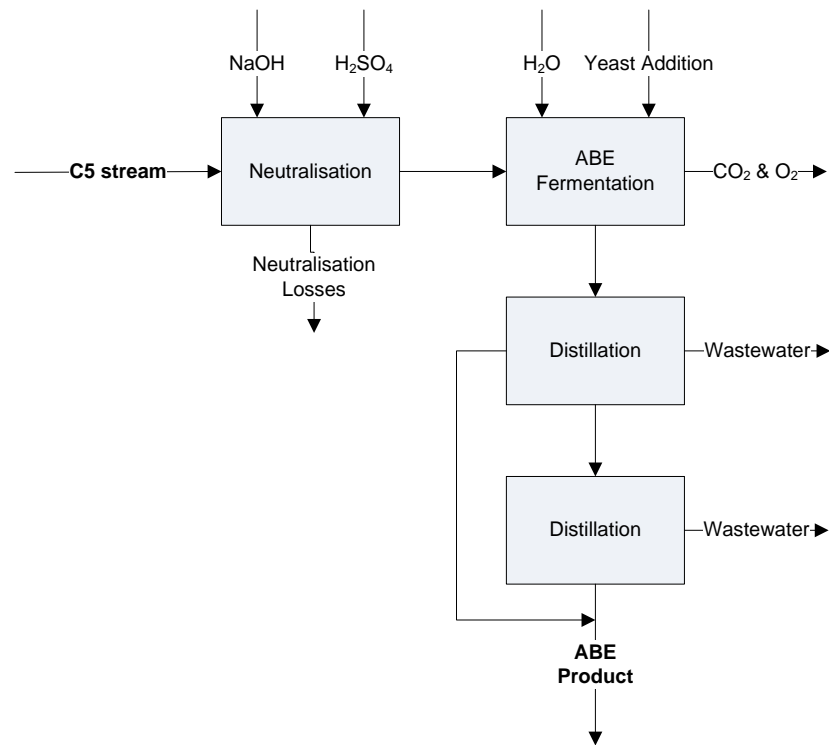 NaOH
H₂SO₄
H₂O
Yeast Addition
C5 stream
Neutralisation
ABE
Fermentation
CO₂ & O₂
Neutralisation
Losses
Distillation
Wastewater
Distillation
Wastewater
ABE
Product